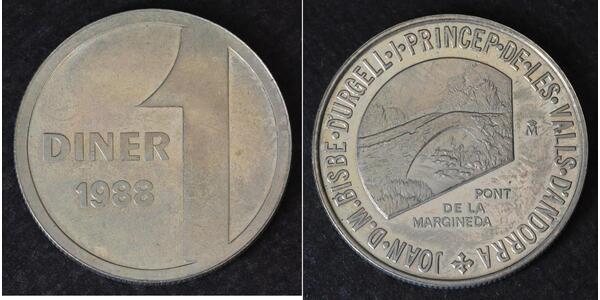 1
DINER
1988
JOAN·D.M.BISBE·D'URGELL·I·PRINCEP·DE·LES·VALLS·D'ANDORRA
M
PONT
DE LA
MARGINEDA